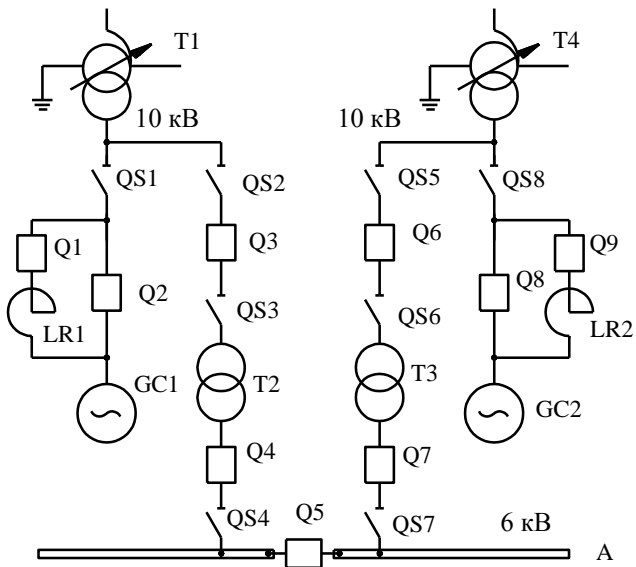 T1
T4
10 кВ
10 кВ
QS1
QS2
QS5
QS8
Q1
Q3
Q6
Q9
Q2
Q8
QS3
QS6
LR1
LR2
GC1
T2
T3
GC2
Q4
Q7
QS4
Q5
QS7
6 кВ
A